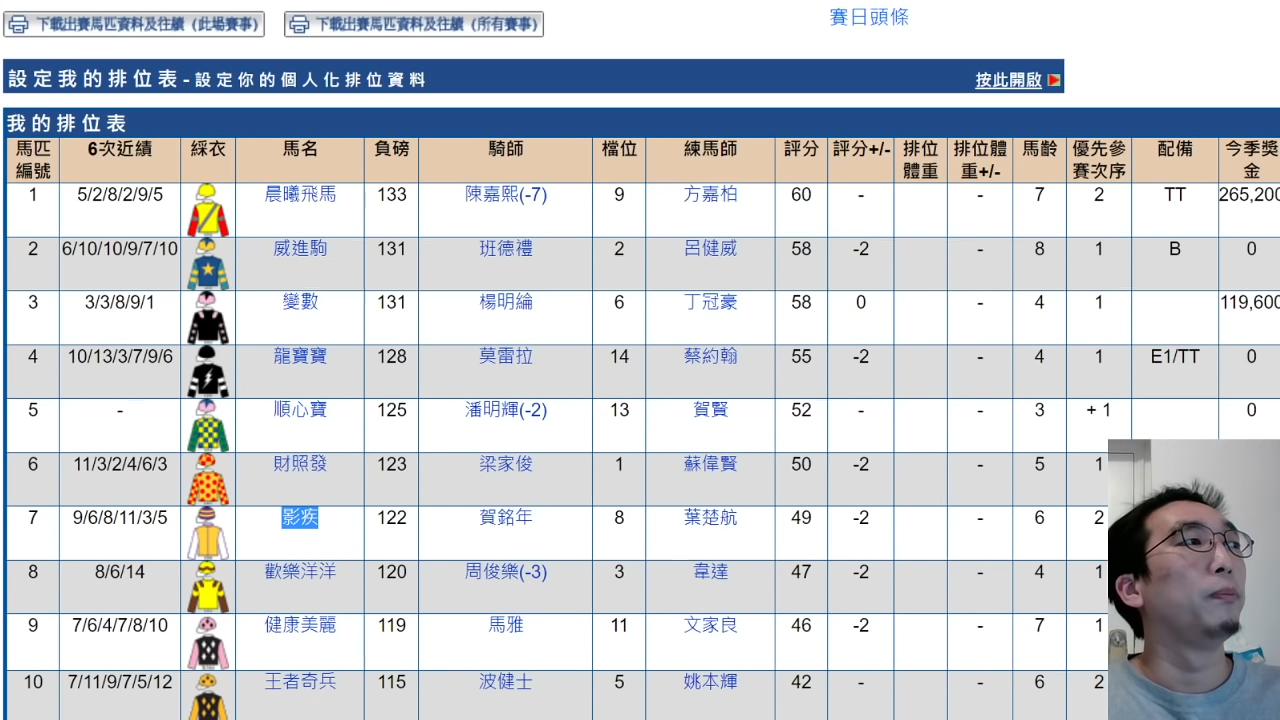 下載出賽馬匹資料及往績 (此場賽事)
下載出賽馬匹資料及往績 (所有賽事)
賽日頭條
設定我的排位表-設定你的個人化排位資料
按此開啟
我的排位表
馬匹編號 6次近績 綵衣 馬名 負磅 騎師 檔位 練馬師 評分 評分+/- 排位體重 排位體重+/- 馬齡 優先參賽次序 配備 今季獎金
1 5/2/8/2/9/5 晨曦飛馬 133 陳嘉熙(-7) 9 方嘉柏 60 - - 7 2 TT 265,200
2 6/10/10/9/7/10 威進駒 131 班德禮 2 呂健威 58 -2 - 8 1 B 0
3 3/3/8/9/1 變數 131 楊明綸 6 丁冠豪 58 0 - 4 1 119,600
4 10/13/3/7/9/6 龍寶寶 128 莫雷拉 14 蔡約翰 55 -2 - 4 1 E1/TT 0
5 - 順心寶 125 潘明輝(-2) 13 賀賢 52 - - 3 + 1 0
6 11/3/2/4/6/3 財照發 123 梁家俊 1 蘇偉賢 50 -2 - 5 1
7 9/6/8/11/3/5 影疾 122 賀銘年 8 葉楚航 49 -2 - 6 2
8 8/6/14 歡樂洋洋 120 周俊樂(-3) 3 韋達 47 -2 - 4 1
9 7/6/4/7/8/10 健康美麗 119 馬雅 11 文家良 46 -2 - 7 1
10 7/11/9/7/5/12 王者奇兵 115 波健士 5 姚本輝 42 - - 6 2